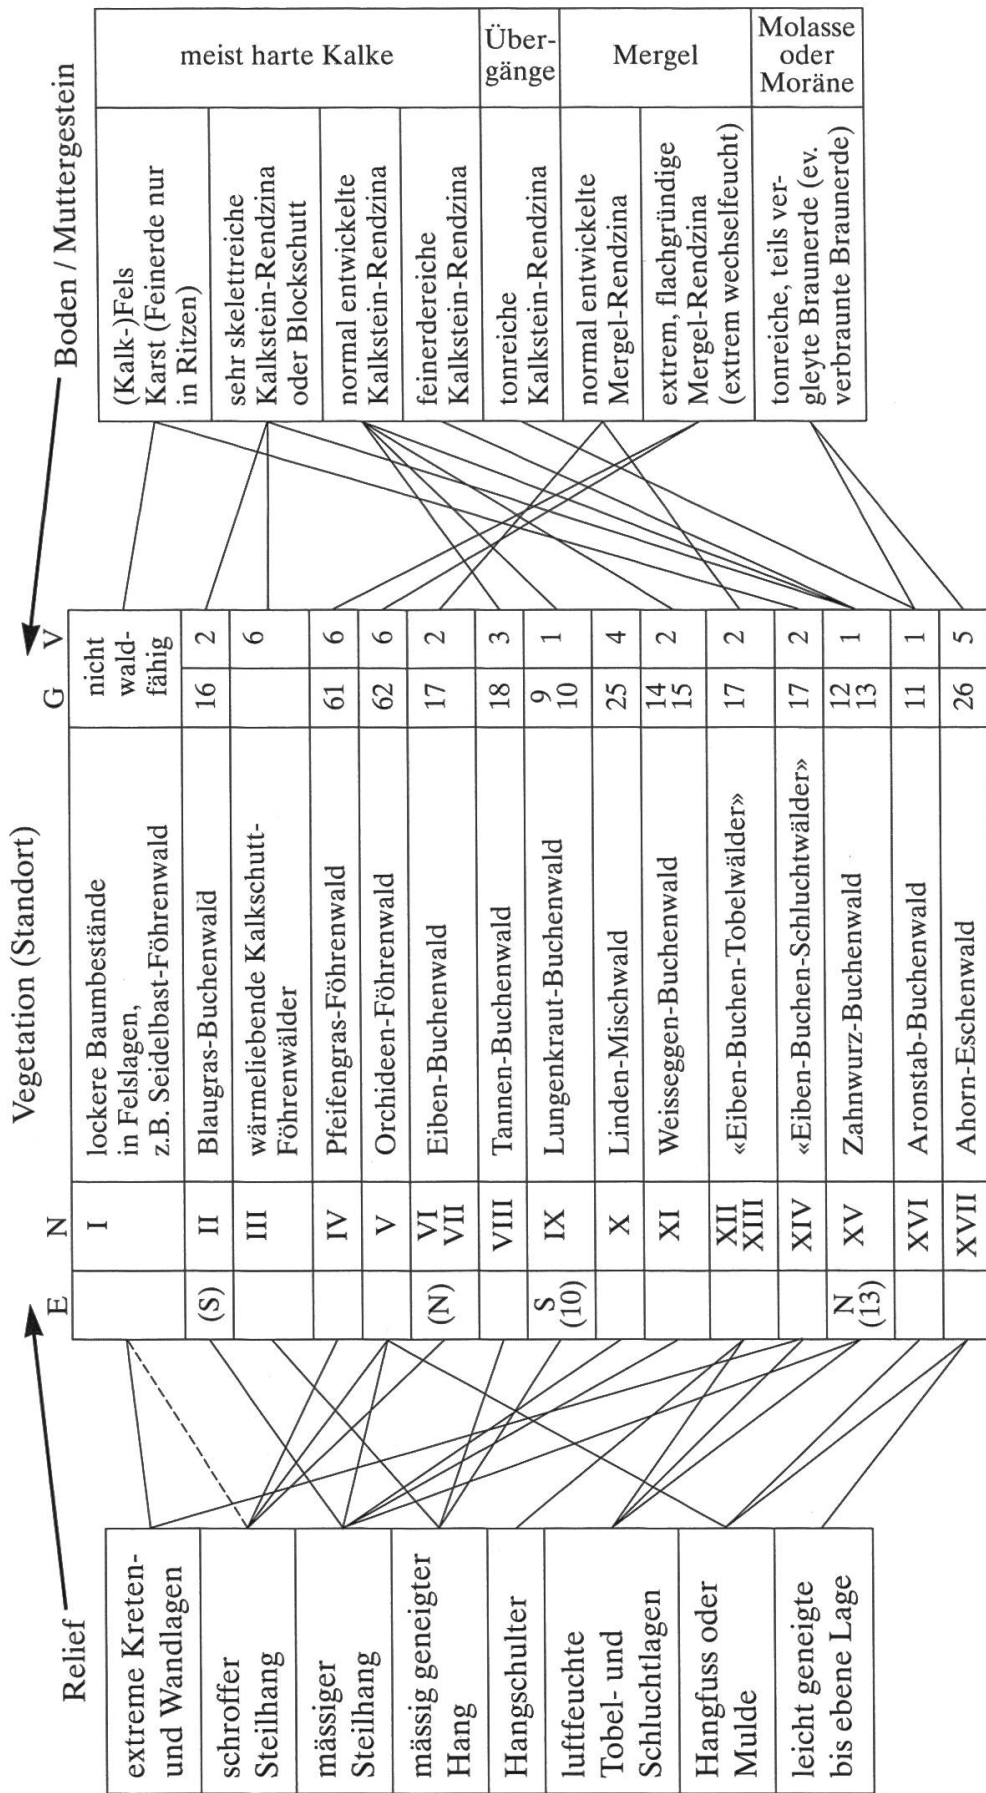 Relief
extreme Kreten-
und Wandlagen
schroffer
Steilhang
mässiger
Steilhang
mässig geneigter
Hang
Hangschulter
luftfeuchte
Tobel- und
Schluchtlagen
Hangfuss oder
Mulde
leicht geneigte
bis ebene Lage
Vegetation (Standort)
E N G V
I lockere Baumbestände nicht
in Felslagen, wald-
z.B. Seidelbast-Föhrenwald fähig
(S) II Blaugras-Buchenwald 16 2
III wärmeliebende Kalkschutt- 6
Föhrenwälder
IV Pfeifengras-Föhrenwald 61 6
V Orchideen-Föhrenwald 62 6
(N) VI Eiben-Buchenwald 17 2
VII
VIII Tannen-Buchenwald 18 3
S IX Lungenkraut-Buchenwald 9 1
(10) 10
X Linden-Mischwald 25 4
XI Weisseggen-Buchenwald 14 2
15
XII «Eiben-Buchen-Tobelwälder» 17 2
XIII
XIV «Eiben-Buchen-Schluchtwälder» 17 2
N XV Zahnwurz-Buchenwald 12 1
(13) 13
XVI Aronstab-Buchenwald 11 1
XVII Ahorn-Eschenwald 26 5
Boden / Muttergestein
(Kalk-)Fels
Karst (Feinerde nur
in Ritzen)
sehr skelettreiche
Kalkstein-Rendzina
oder Blockschutt
normal entwickelte
Kalkstein-Rendzina
feinerdereiche
Kalkstein-Rendzina
tonreiche
Kalkstein-Rendzina
normal entwickelte
Mergel-Rendzina
extrem, flachgründige
Mergel-Rendzina
(extrem wechselfeucht)
tonreiche, teils ver-
gleyte Braunerde (ev.
verbraunte Braunerde)
meist harte Kalke
Über-
gänge
Mergel
Molasse
oder
Moräne